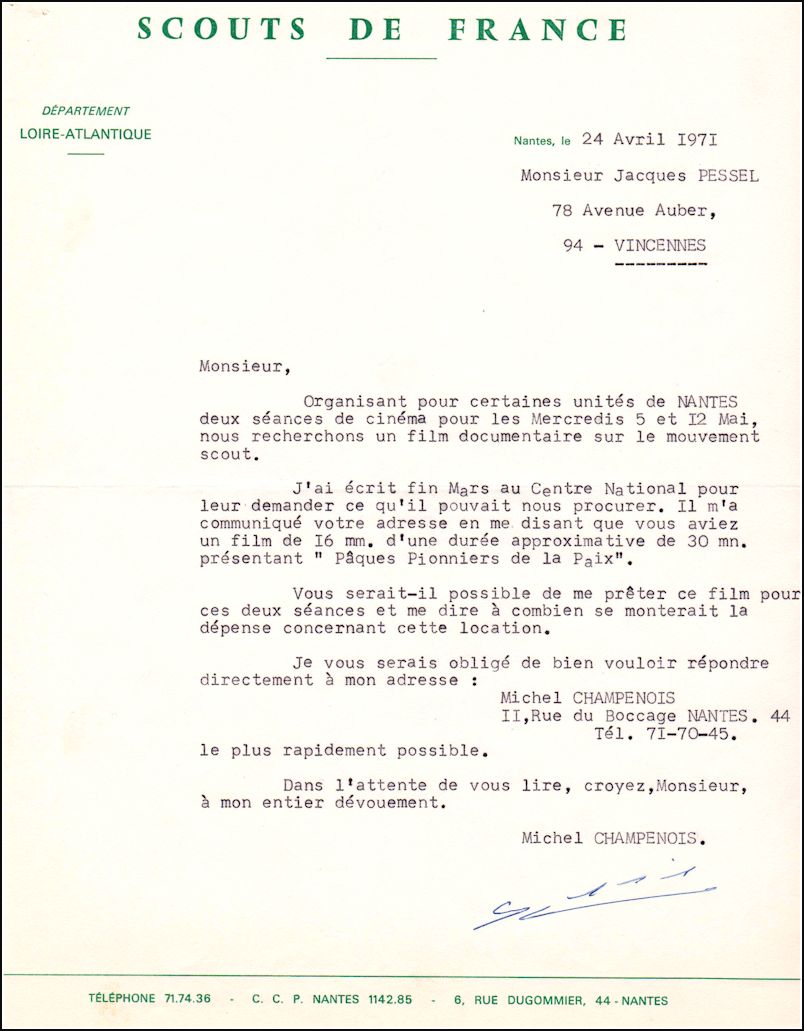 SCOUTS DE FRANCE
DÉPARTEMENT
LOIRE-ATLANTIQUE
Nantes, le 24 Avril I97I
Monsieur Jacques PESSEL
78 Avenue Auber,
94 - VINCENNES
Monsieur,
Organisant pour certaines unités de NANTES
deux séances de cinéma pour les Mercredis 5 et I2 Mai,
nous recherchons un film documentaire sur le mouvement
scout.
J'ai écrit fin Mars au Centre National pour
leur demander ce qu'il pouvait nous procurer. Il m'a
communiqué votre adresse en me disant que vous aviez
un film de I6 mm. d'une durée approximative de 30 mn.
présentant " Pâques Pionniers de la Paix".
Vous serait-il possible de me prêter ce film pour
ces deux séances et me dire à combien se monterait la
dépense concernant cette location.
Je vous serais obligé de bien vouloir répondre
directement à mon adresse :
Michel CHAMPENOIS
II,Rue du Boccage NANTES. 44
Tél. 7I-70-45.
le plus rapidement possible.
Dans l'attente de vous lire, croyez,Monsieur,
à mon entier dévouement.
Michel CHAMPENOIS.
TÉLÉPHONE 71.74.36 - C. C. P. NANTES 1142.85 - 6, RUE DUGOMMIER, 44 - NANTES